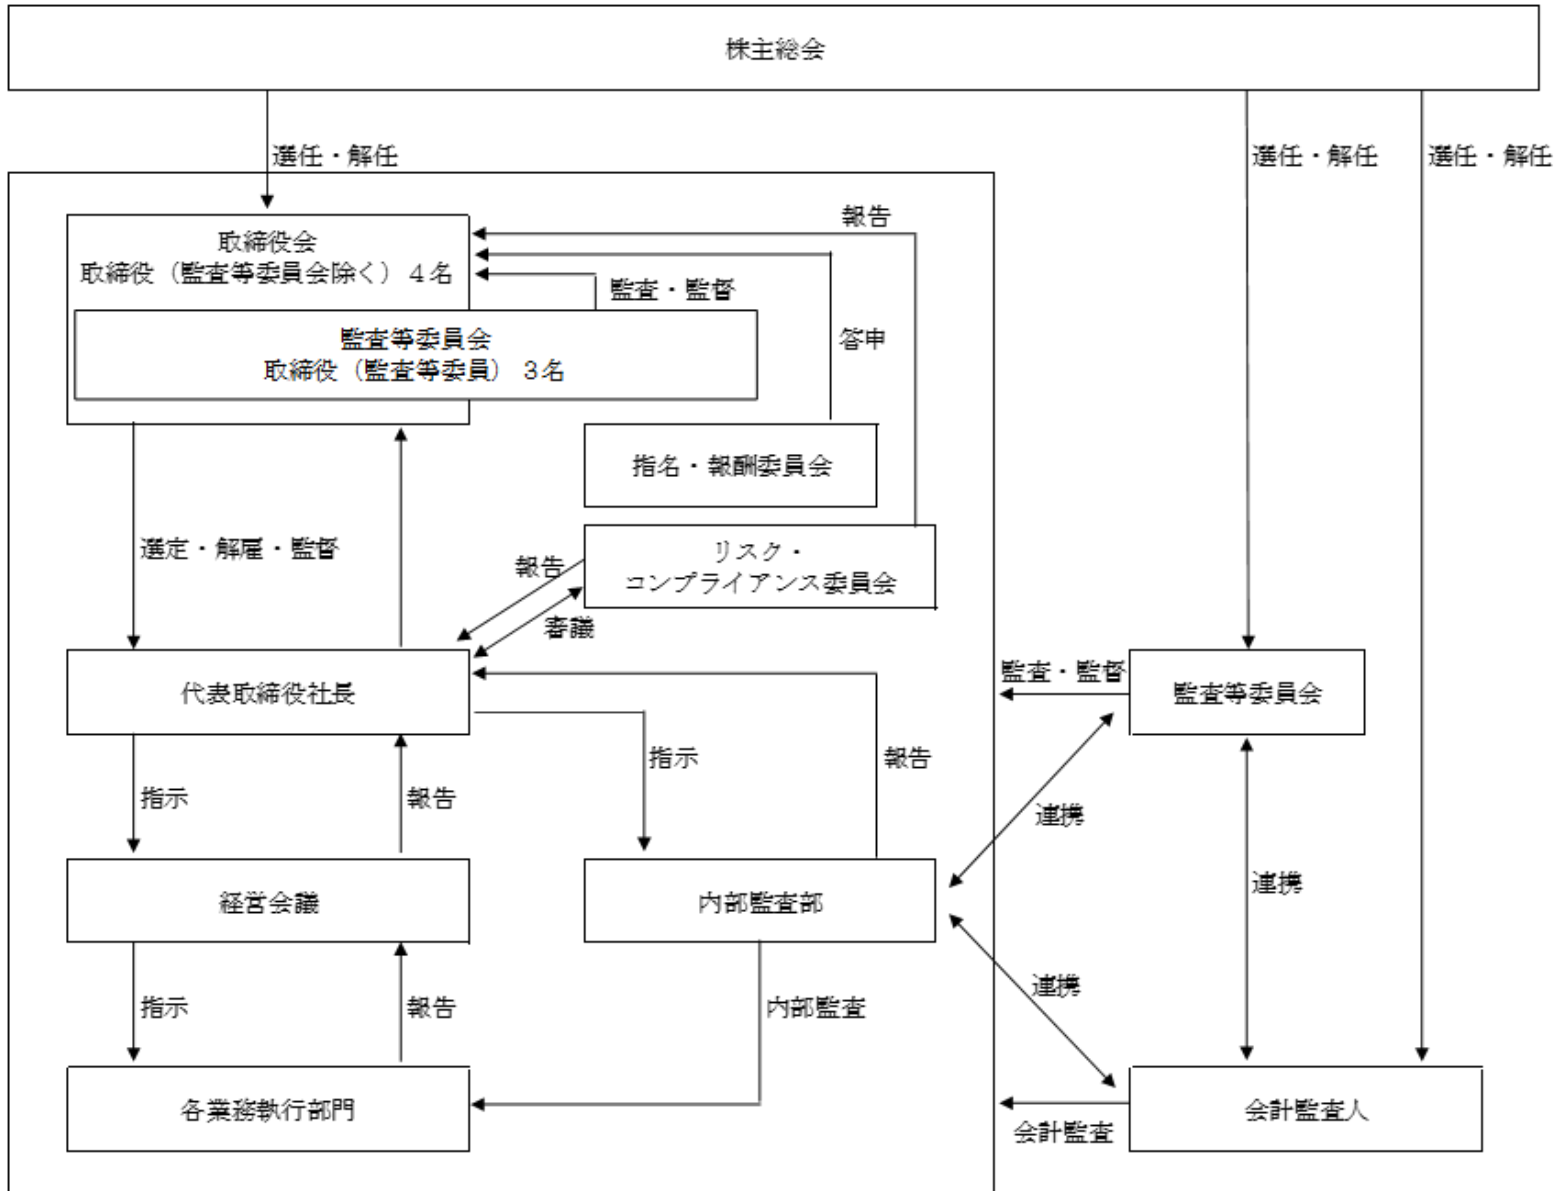 株主総会
選任・解任
選任・解任
選任・解任
報告
取締役会
取締役（監査等委員会除く）４名
監査・監督
監査等委員会
取締役（監査等委員） ３名
答申
指名・報酬委員会
選定・解雇・監督
リスク・
コンプライアンス委員会
報告
審議
代表取締役社長
監査・監督
監査等委員会
指示
報告
指示
報告
連携
経営会議
内部監査部
連携
連携
指示
報告
内部監査
各業務執行部門
会計監査
会計監査人